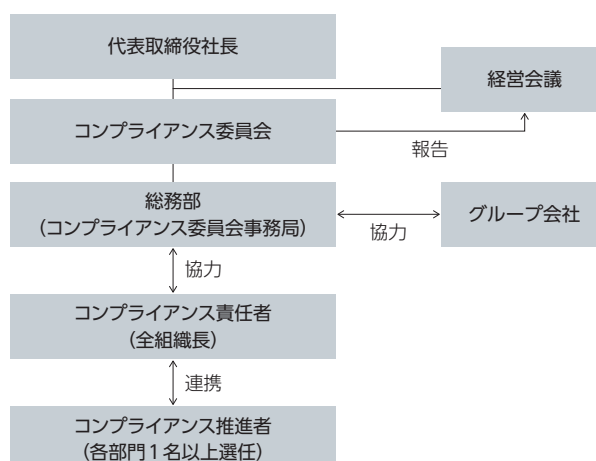 代表取締役社長
経営会議
コンプライアンス委員会
報告
総務部
(コンプライアンス委員会事務局)
協力
グループ会社
協力
コンプライアンス責任者
(全組織長)
連携
コンプライアンス推進者
(各部門1名以上選任)